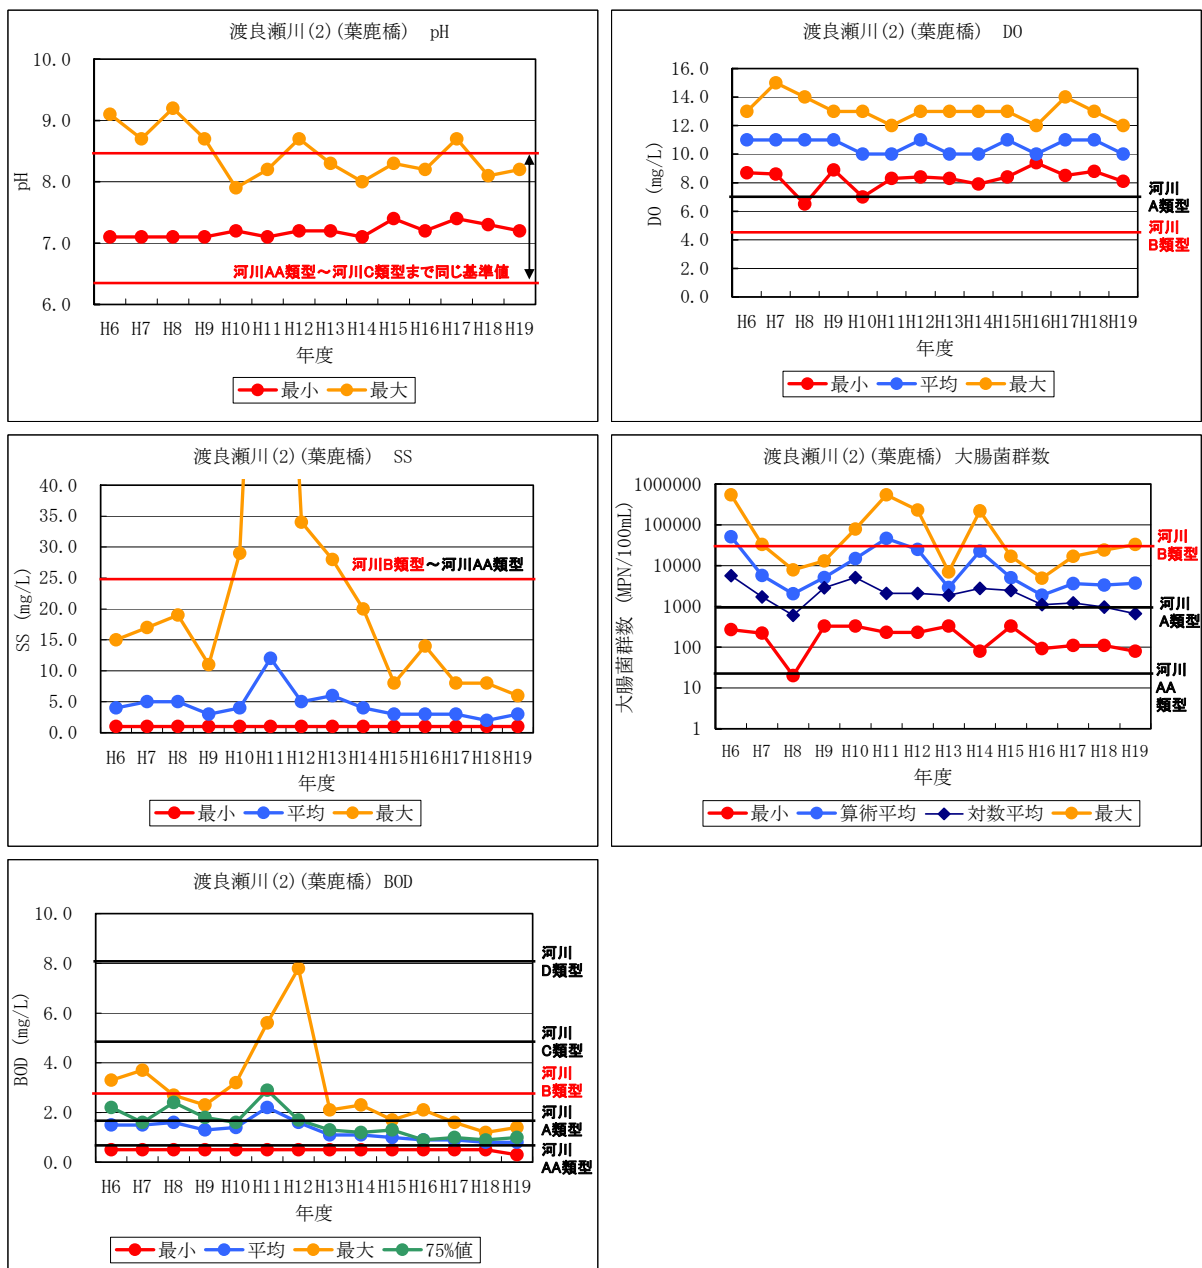 渡良瀬川(2)(葉鹿橋) pH
10.0
9.0
8.0
7.0
6.0
pH
河川AA類型～河川C類型まで同じ基準値
H6 H7 H8 H9 H10 H11 H12 H13 H14 H15 H16 H17 H18 H19
年度
最小 最大
渡良瀬川(2)(葉鹿橋) DO
16.0
14.0
12.0
10.0
8.0
6.0
4.0
2.0
0.0
DO (mg/L)
河川
A類型
河川
B類型
H6 H7 H8 H9 H10 H11 H12 H13 H14 H15 H16 H17 H18 H19
年度
最小 平均 最大
渡良瀬川(2)(葉鹿橋) SS
40.0
35.0
30.0
25.0
20.0
15.0
10.0
5.0
0.0
SS (mg/L)
河川B類型～河川AA類型
H6 H7 H8 H9 H10 H11 H12 H13 H14 H15 H16 H17 H18 H19
年度
最小 平均 最大
渡良瀬川(2)(葉鹿橋) 大腸菌群数
1000000
100000
10000
1000
100
10
1
大腸菌群数 (MPN/100mL)
河川
B類型
河川
A類型
河川
AA
類型
H6 H7 H8 H9 H10 H11 H12 H13 H14 H15 H16 H17 H18 H19
年度
最小 算術平均 対数平均 最大
渡良瀬川(2)(葉鹿橋) BOD
10.0
8.0
6.0
4.0
2.0
0.0
BOD (mg/L)
河川
D類型
河川
C類型
河川
B類型
河川
A類型
河川
AA類型
H6 H7 H8 H9 H10 H11 H12 H13 H14 H15 H16 H17 H18 H19
年度
最小 平均 最大 75%値